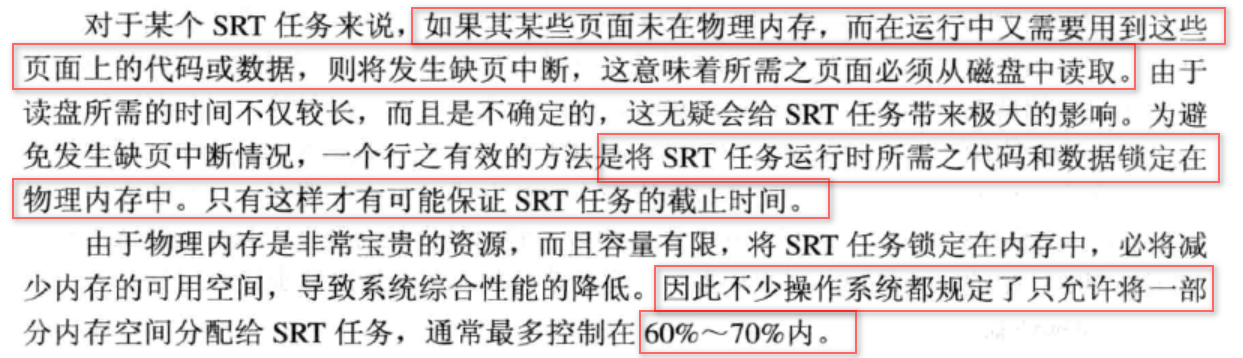 对于某个 SRT 任务来说，如果其某些页面未在物理内存，而在运行中又需要用到这些
页面上的代码或数据，则将发生缺页中断，这意味着所需之页面必须从磁盘中读取。由于
读盘所需的时间不仅较长，而且是不确定的，这无疑会给 SRT 任务带来极大的影响。为避
免发生缺页中断情况，一个行之有效的方法是将 SRT 任务运行时所需之代码和数据锁定在
物理内存中。只有这样才有可能保证 SRT 任务的截止时间。
由于物理内存是非常宝贵的资源，而且容量有限，将 SRT 任务锁定在内存中，必将减
少内存的可用空间，导致系统综合性能的降低。因此不少操作系统都规定了只允许将一部
分内存空间分配给 SRT 任务，通常最多控制在 60%～70%内。